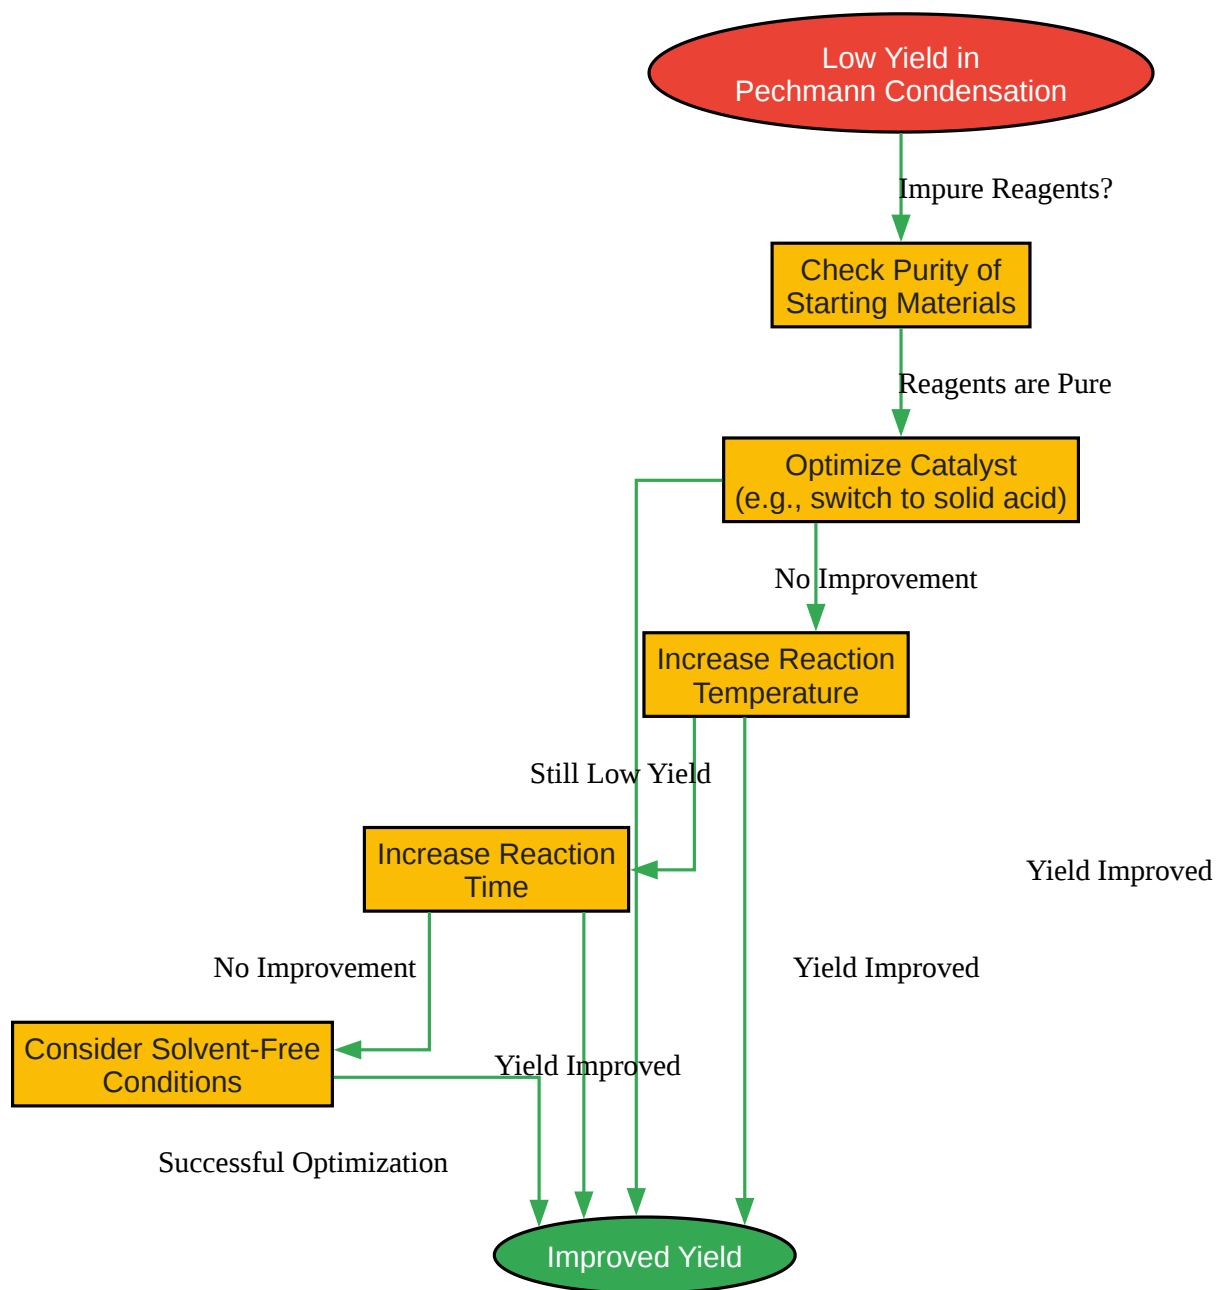 Low Yield in
Pechmann Condensation
Impure Reagents?
Check Purity of
Starting Materials
Reagents are Pure
Optimize Catalyst
(e.g., switch to solid acid)
No Improvement
Increase Reaction
Temperature
Still Low Yield
Increase Reaction
Time
Yield Improved
No Improvement
Yield Improved
Consider Solvent-Free
Conditions
Yield Improved
Successful Optimization
Improved Yield